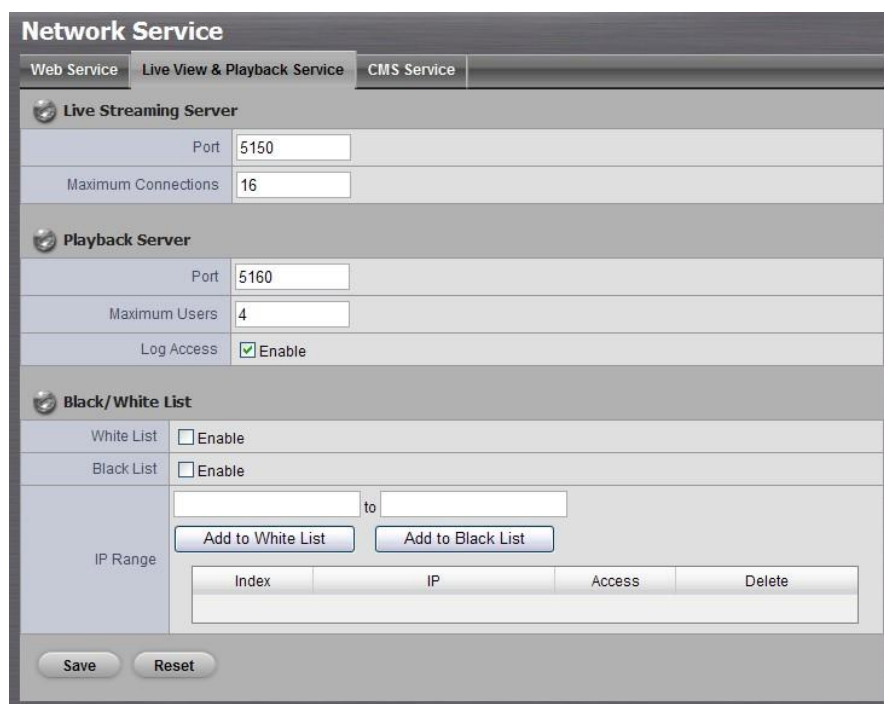 Network Service
Web Service Live View & Playback Service CMS Service
Live Streaming Server
Port 5150
Maximum Connections 16
Playback Server
Port 5160
Maximum Users 4
Log Access Enable
Black/White List
White List Enable
Black List Enable
IP Range to
Add to White List Add to Black List
Index IP Access Delete
Save Reset